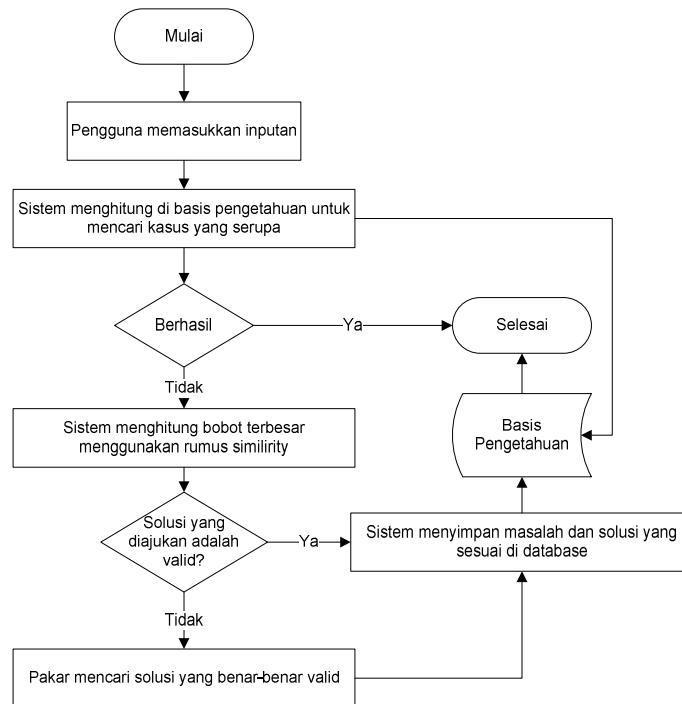 Mulai
Pengguna memasukkan inputan
Sistem menghitung di basis pengetahuan untuk
mencari kasus yang serupa
Berhasil
Ya
Selesai
Tidak
Basis
Pengetahuan
Sistem menghitung bobot terbesar
menggunakan rumus similirity
Solusi yang
diajukan adalah
valid?
Ya
Sistem menyimpan masalah dan solusi yang
sesuai di database
Tidak
Pakar mencari solusi yang benar-benar valid